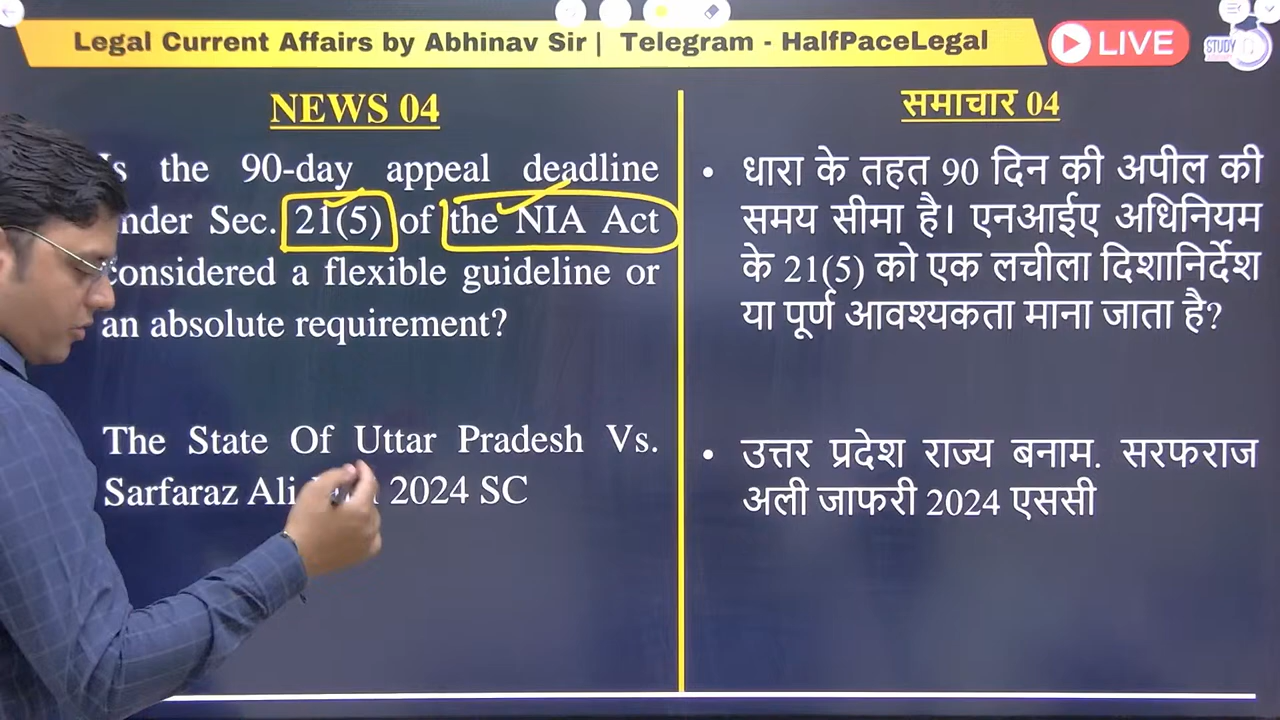 Legal Current Affairs by Abhinav Sir | Telegram - HalfPaceLegal
LIVE
STUDY
NEWS 04
the 90-day appeal deadline
Sec. 21(5) of the NIA Act
considered a flexible guideline or
an absolute requirement?
The State Of Uttar Pradesh Vs.
Sarfaraz Ali 2024 SC
समाचार 04
• धारा के तहत 90 दिन की अपील की
समय सीमा है। एनआईए अधिनियम
के 21(5) को एक लचीला दिशानिर्देश
या पूर्ण आवश्यकता माना जाता है?
• उत्तर प्रदेश राज्य बनाम. सरफराज
अली जाफरी 2024 एससी